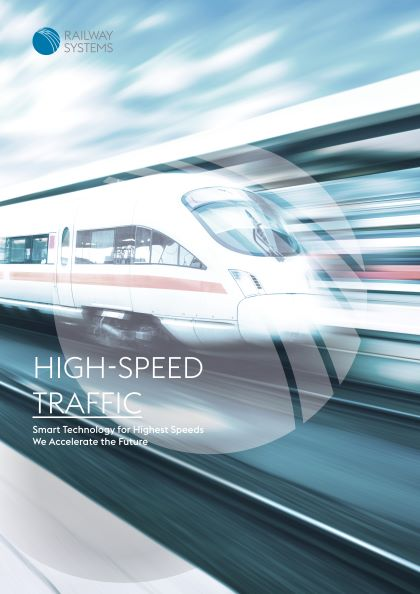 RAILWAY
SYSTEMS
HIGH-SPEED
TRAFFIC
Smart Technology for Highest Speeds
We Accelerate the Future